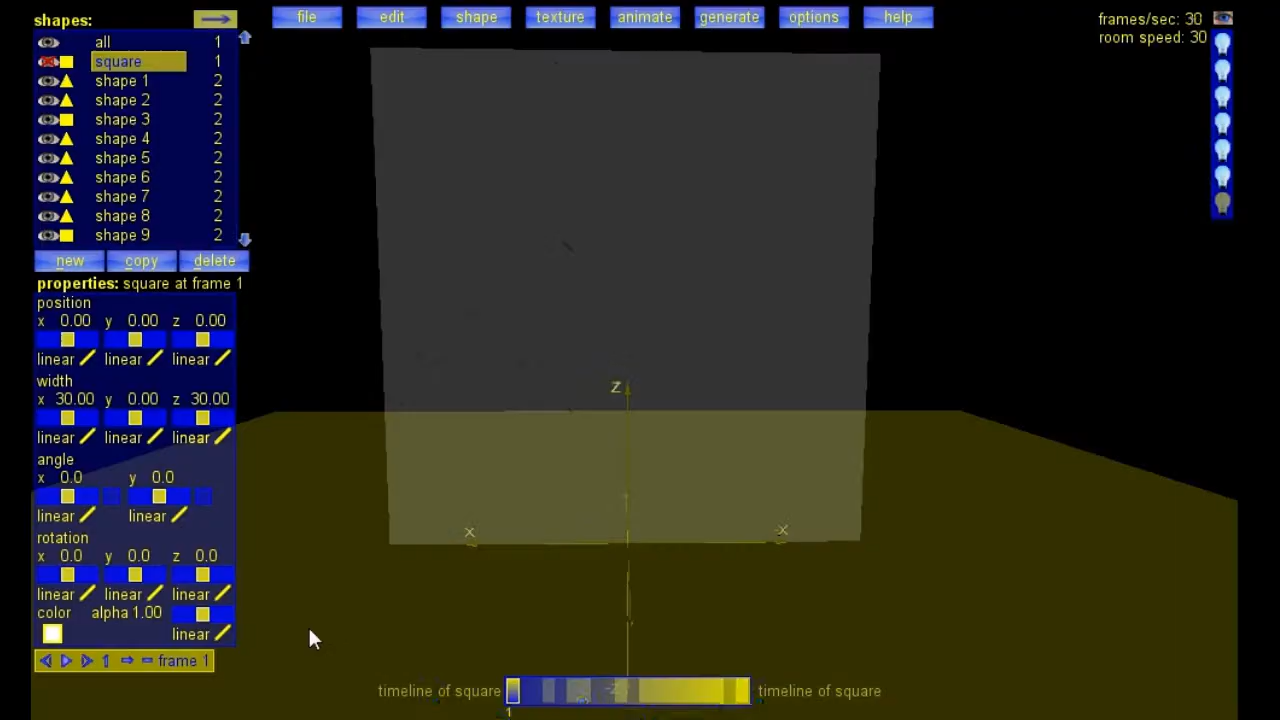 shapes:
file edit shape texture animate generate options help
frames/sec: 30
room speed: 30
all 1
square 1
shape 1 2
shape 2 2
shape 3 2
shape 4 2
shape 5 2
shape 6 2
shape 7 2
shape 8 2
shape 9 2
new copy delete
properties: square at frame 1
position
x 0.00 y 0.00 z 0.00
linear linear linear
width
x 30.00 y 0.00 z 30.00
linear linear linear
angle
x 0.0 y 0.0
linear linear
rotation
x 0.0 y 0.0 z 0.0
linear linear linear
color alpha 1.00
linear
1 frame 1
z
x x
timeline of square -z timeline of square
1